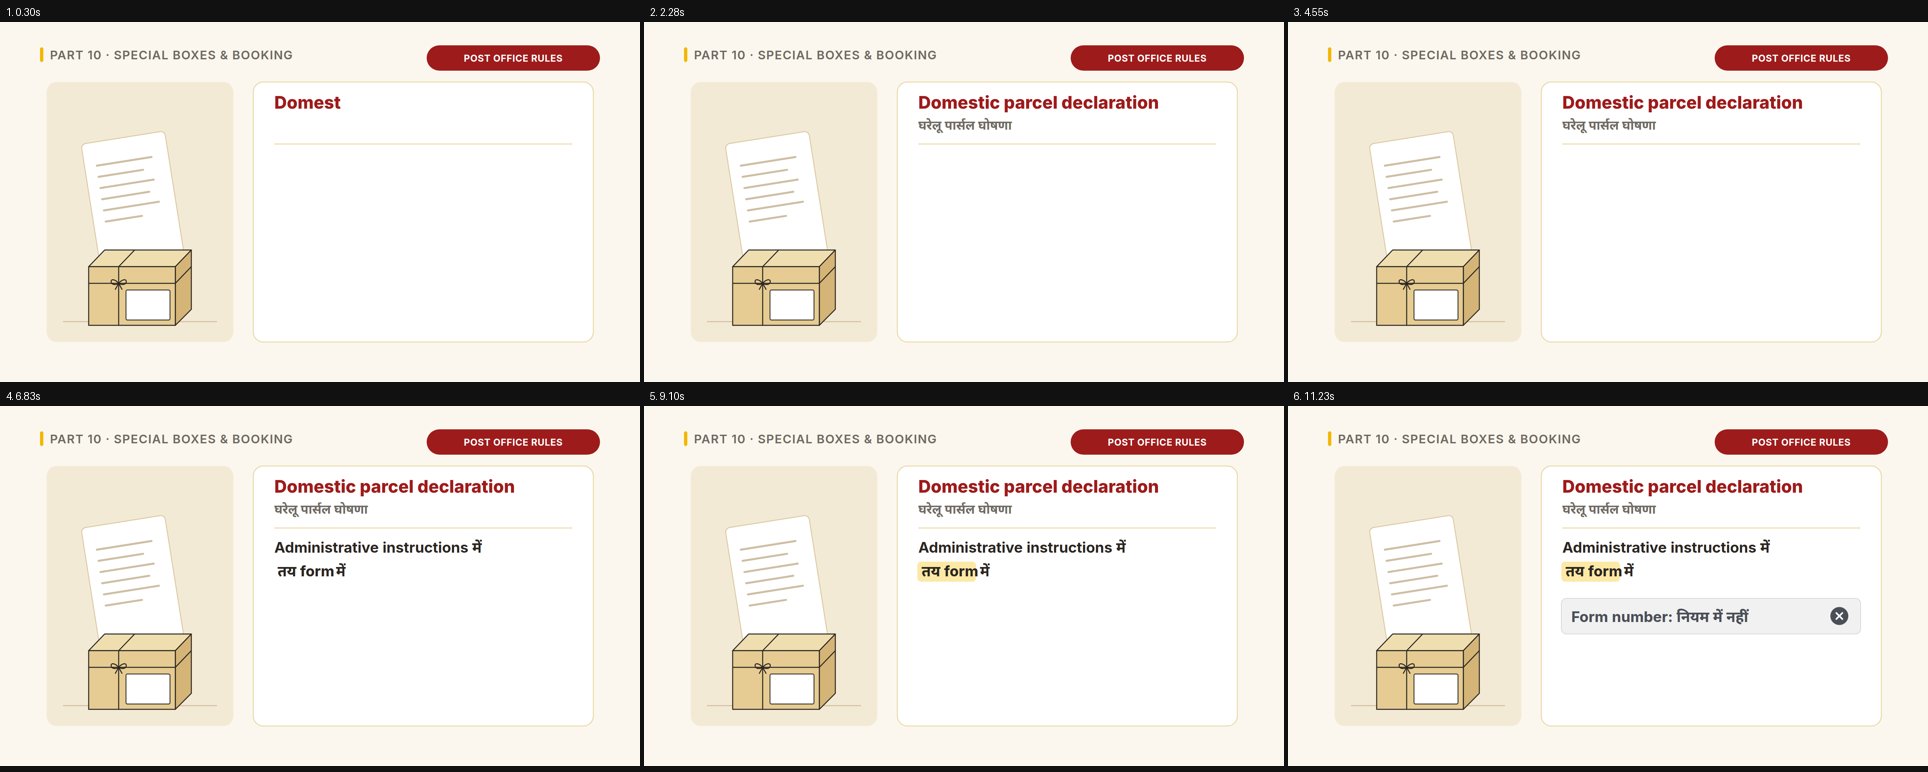 1. 0.30s
PART 10 · SPECIAL BOXES & BOOKING
POST OFFICE RULES
Domest
2. 2.28s
PART 10 · SPECIAL BOXES & BOOKING
POST OFFICE RULES
Domestic parcel declaration
घरेलू पार्सल घोषणा
3. 4.55s
PART 10 · SPECIAL BOXES & BOOKING
POST OFFICE RULES
Domestic parcel declaration
घरेलू पार्सल घोषणा
4. 6.83s
PART 10 · SPECIAL BOXES & BOOKING
POST OFFICE RULES
Domestic parcel declaration
घरेलू पार्सल घोषणा
Administrative instructions में
तय form में
5. 9.10s
PART 10 · SPECIAL BOXES & BOOKING
POST OFFICE RULES
Domestic parcel declaration
घरेलू पार्सल घोषणा
Administrative instructions में
तय form में
6. 11.23s
PART 10 · SPECIAL BOXES & BOOKING
POST OFFICE RULES
Domestic parcel declaration
घरेलू पार्सल घोषणा
Administrative instructions में
तय form में
Form number: नियम में नहीं